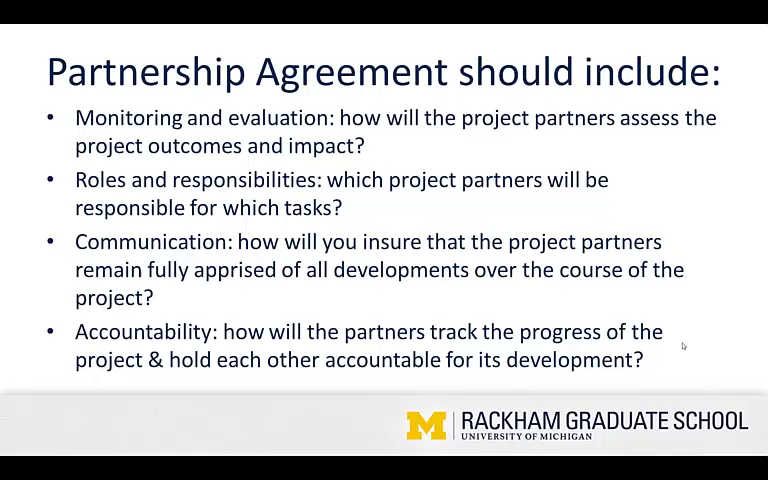 Partnership Agreement should include:
• Monitoring and evaluation: how will the project partners assess the
project outcomes and impact?
• Roles and responsibilities: which project partners will be
responsible for which tasks?
• Communication: how will you insure that the project partners
remain fully apprised of all developments over the course of the
project?
• Accountability: how will the partners track the progress of the
project & hold each other accountable for its development?
M RACKHAM GRADUATE SCHOOL
UNIVERSITY OF MICHIGAN